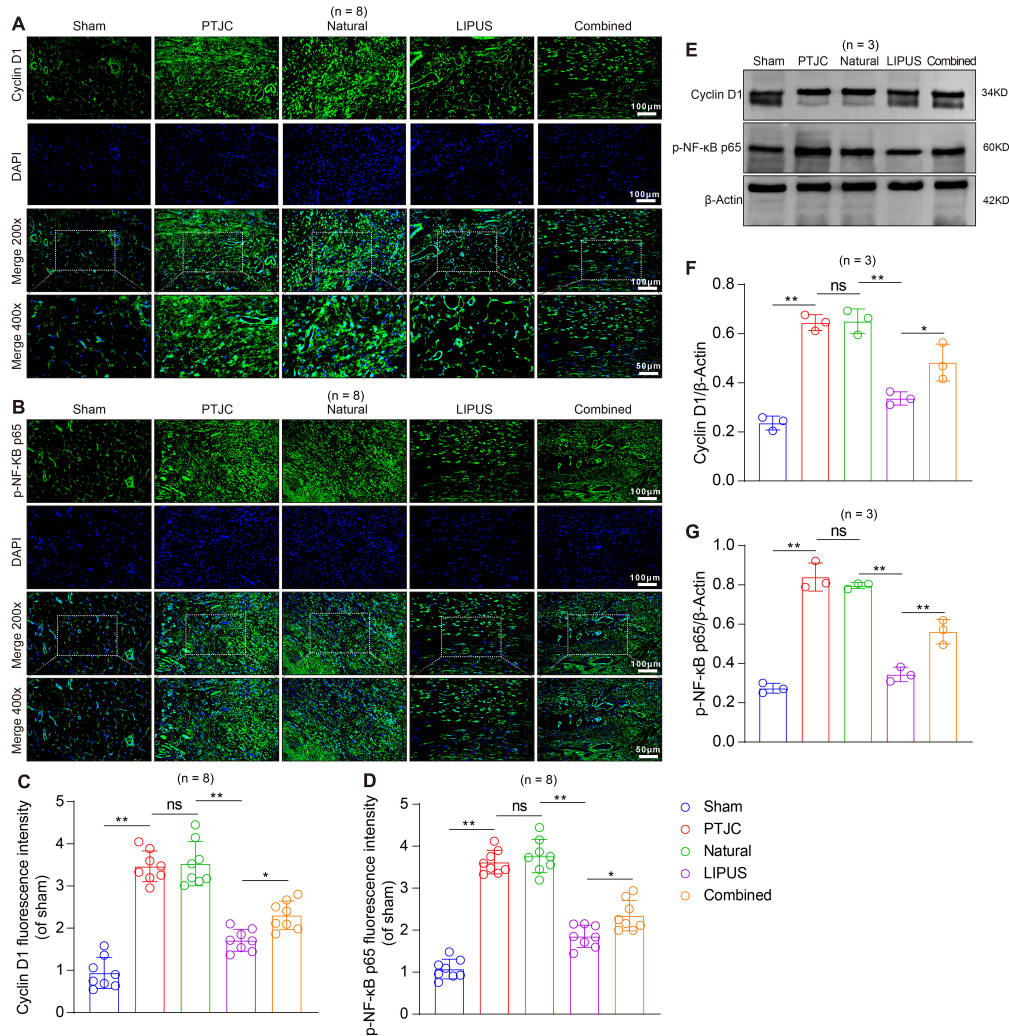 A
(n = 8)
Sham PTJC Natural LIPUS Combined
Cyclin D1
100μm
DAPI
100μm
Merge 200x
100μm
Merge 400x
50μm
B
(n = 8)
Sham PTJC Natural LIPUS Combined
p-NF-KB p65
100μm
DAPI
100μm
Merge 200x
100μm
Merge 400x
50μm
C
(n = 8)
Cyclin D1 fluorescence intensity
(of sham)
5
4
3
2
1
0
** ns ** *
D
(n = 8)
p-NF-κB p65 fluorescence intensity
(of sham)
5
4
3
2
1
0
** ns ** *
E
(n = 3)
Sham PTJC Natural LIPUS Combined
Cyclin D1 34KD
p-NF-κB p65 60KD
β-Actin 42KD
F
(n = 3)
Cyclin D1/β-Actin
0.8
0.6
0.4
0.2
0.0
** ns ** *
G
(n = 3)
p-NF-κB p65/β-Actin
1.0
0.8
0.6
0.4
0.2
0.0
** ns ** **
Sham
PTJC
Natural
LIPUS
Combined